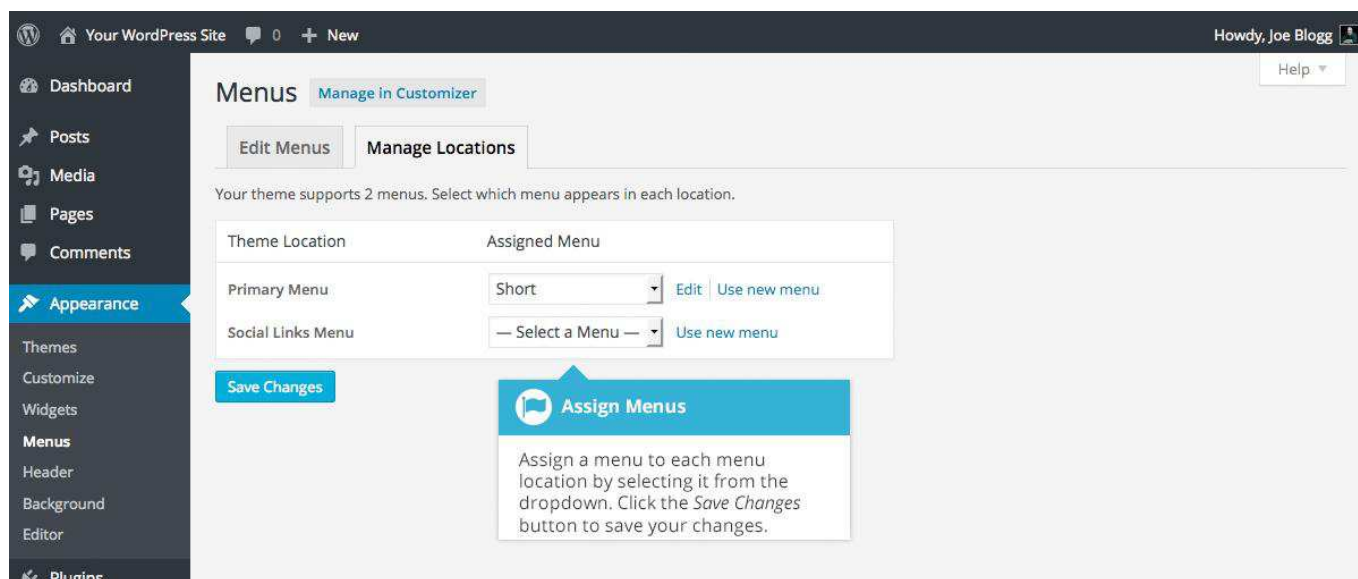 Your WordPress Site 0 + New Howdy, Joe Blogg
Help
Dashboard
Posts
Media
Pages
Comments
Appearance
Themes
Customize
Widgets
Menus
Header
Background
Editor
Plugins
Menus Manage in Customizer
Edit Menus Manage Locations
Your theme supports 2 menus. Select which menu appears in each location.
Theme Location Assigned Menu
Primary Menu Short Edit Use new menu
Social Links Menu — Select a Menu — Use new menu
Save Changes
Assign Menus
Assign a menu to each menu
location by selecting it from the
dropdown. Click the Save Changes
button to save your changes.